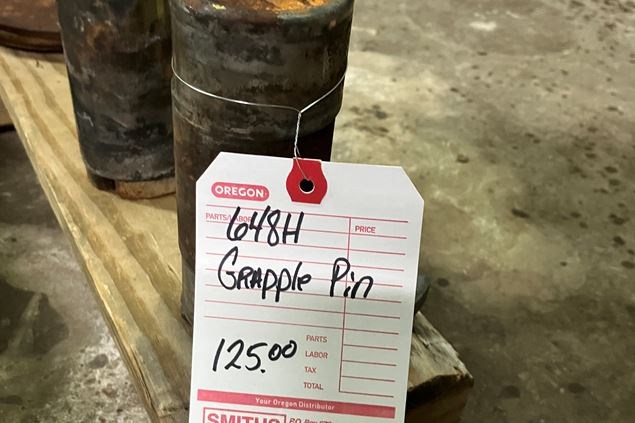 OREGON
PARTS/LABOR PRICE
648H
GRAPPle Pin
PARTS
125.00 LABOR
TAX
TOTAL
Your Oregon Distributor
SMITHS